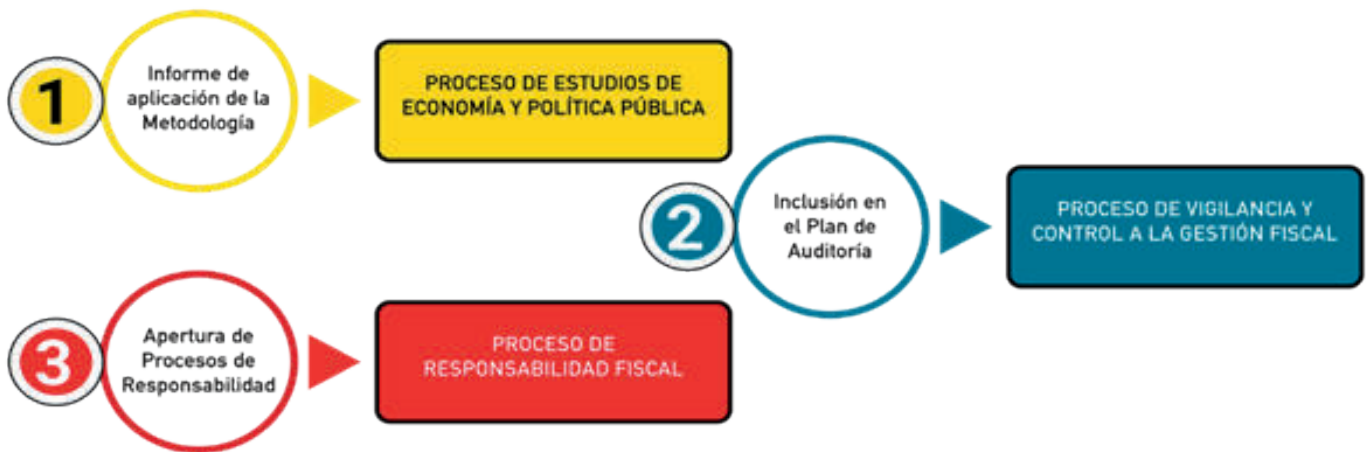 1
Informe de
aplicación de la
Metodología
PROCESO DE ESTUDIOS DE
ECONOMÍA Y POLÍTICA PÚBLICA
2
Inclusión en
el Plan de
Auditoría
PROCESO DE VIGILANCIA Y
CONTROL A LA GESTIÓN FISCAL
3
Apertura de
Procesos de
Responsabilidad
PROCESO DE
RESPONSABILIDAD FISCAL